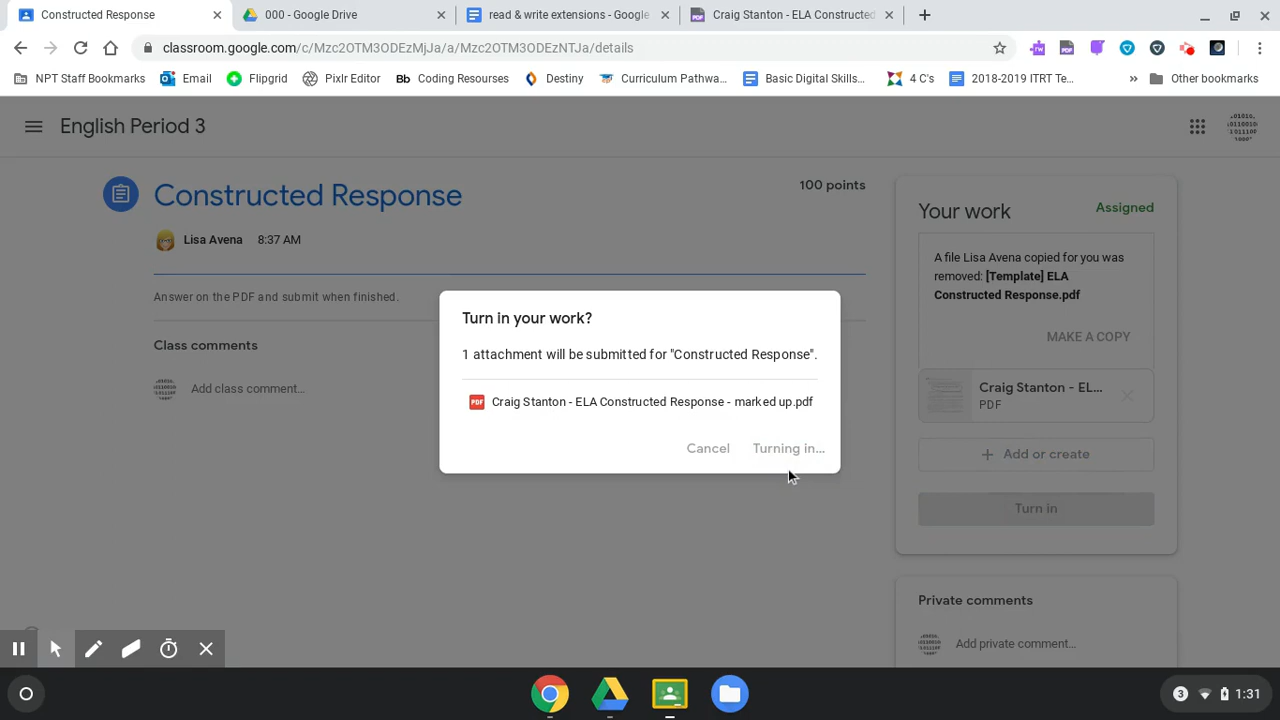 Constructed Response
000 - Google Drive
read & write extensions - Google
Craig Stanton - ELA Constructed
classroom.google.com/c/Mzc2OTM3ODEzMjJa/a/Mzc2OTM3ODEzNTJa/details
NPT Staff Bookmarks
Email
Flipgrid
Pixlr Editor
Bb Coding Resourses
Destiny
Curriculum Pathwa...
Basic Digital Skills...
4 C's
2018-2019 ITRT Te...
»
Other bookmarks
English Period 3
Constructed Response
100 points
Lisa Avena 8:37 AM
Answer on the PDF and submit when finished.
Class comments
Add class comment...
Your work
Assigned
A file Lisa Avena copied for you was
removed: [Template] ELA
Constructed Response.pdf
MAKE A COPY
Craig Stanton - EL...
PDF
Add or create
Turn in
Private comments
Add private comment...
Turn in your work?
1 attachment will be submitted for "Constructed Response".
PDF Craig Stanton - ELA Constructed Response - marked up.pdf
Cancel Turning in...
3 1:31